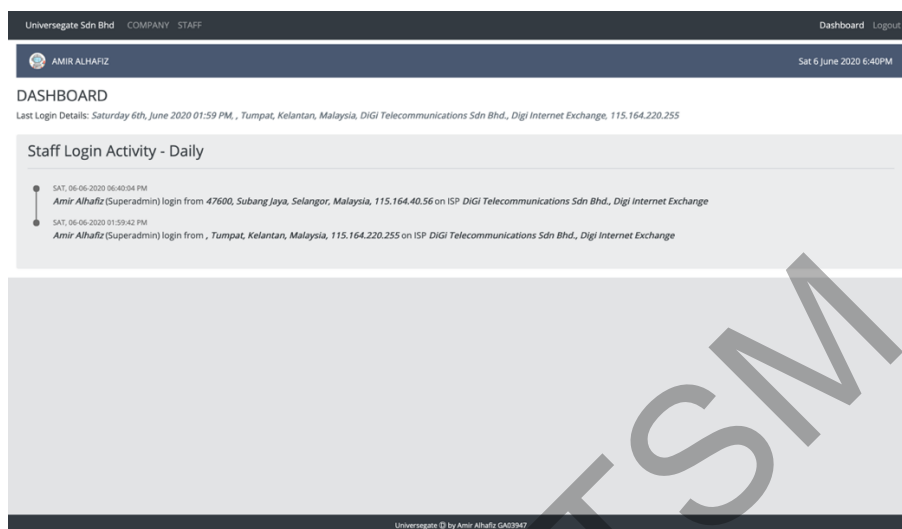 Universegate Sdn Bhd COMPANY STAFF Dashboard Logout
AMIR ALHAFIZ Sat 6 June 2020 6:40PM
DASHBOARD
Last Login Details: Saturday 6th, June 2020 01:59 PM, , Tumpat, Kelantan, Malaysia, DiGi Telecommunications Sdn Bhd., Digi Internet Exchange, 115.164.220.255
Staff Login Activity - Daily
SAT, 06-06-2020 06:40:04 PM
Amir Alhafiz (Superadmin) login from 47600, Subang Jaya, Selangor, Malaysia, 115.164.40.56 on ISP DiGi Telecommunications Sdn Bhd., Digi Internet Exchange
SAT, 06-06-2020 01:59:42 PM
Amir Alhafiz (Superadmin) login from , Tumpat, Kelantan, Malaysia, 115.164.220.255 on ISP DiGi Telecommunications Sdn Bhd., Digi Internet Exchange
TSM
Universegate Ⓓ by Amir Alhafiz GA03947